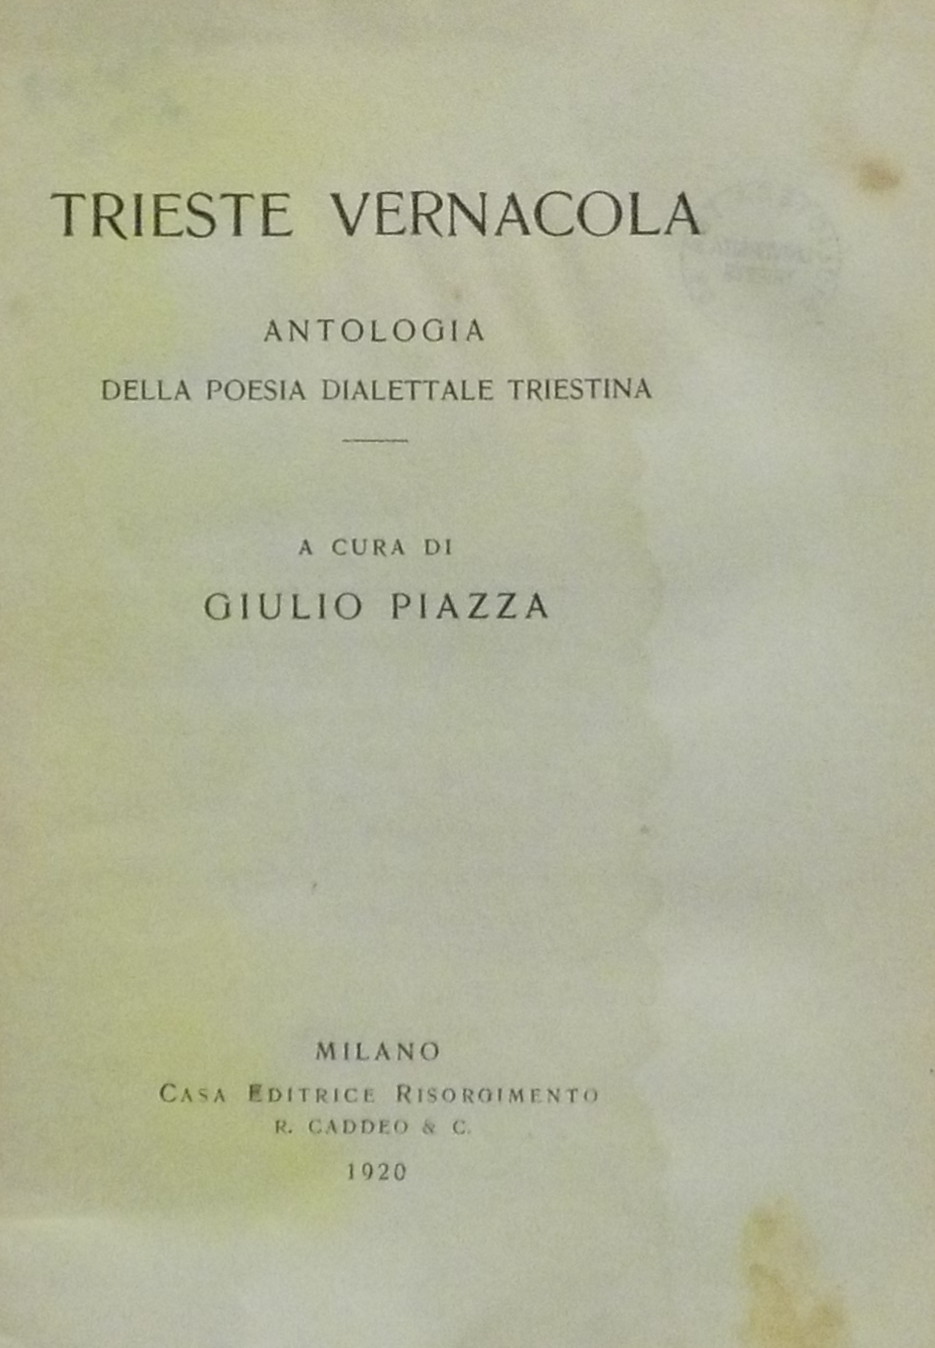 TRIESTE VERNACOLA
ANTOLOGIA
DELLA POESIA DIALETTALE TRIESTINA
A CURA DI
GIULIO PIAZZA
MILANO
CASA EDITRICE RISORGIMENTO
R. CADDEO & C.
1920